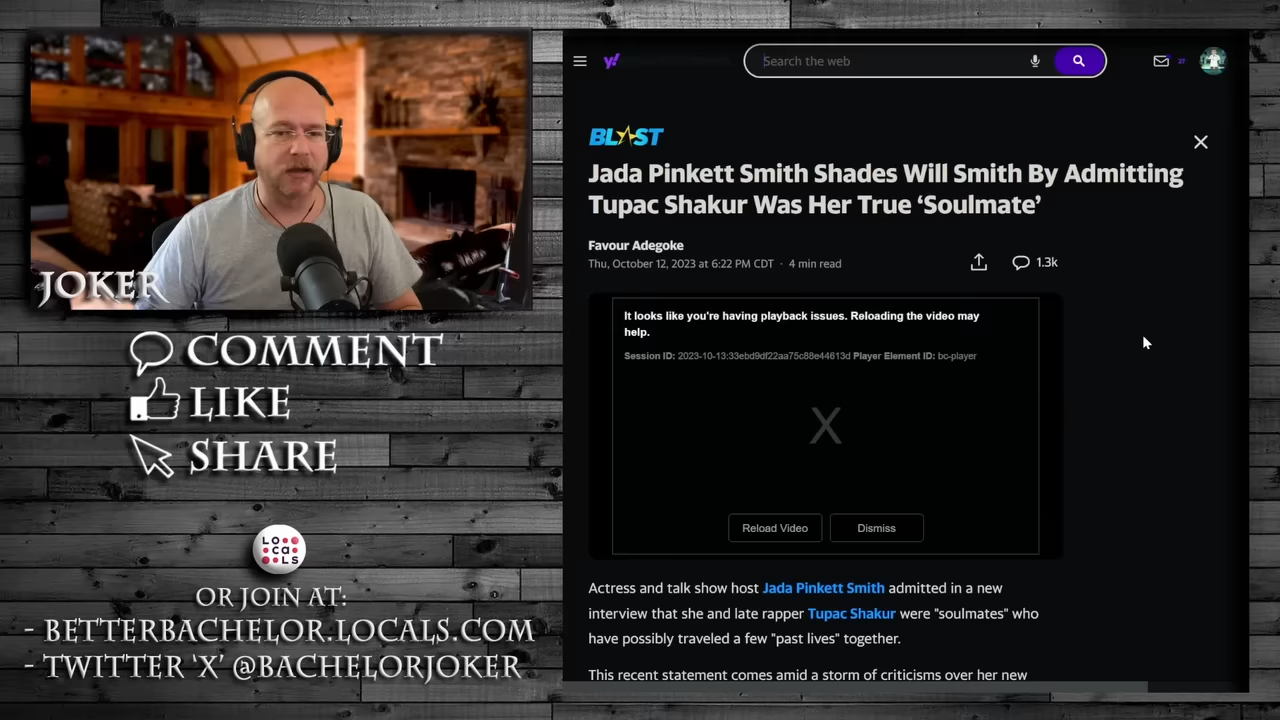 JOKER
COMMENT
LIKE
SHARE
LOcaLS
OR JOIN AT:
- BETTERBACHELOR.LOCALS.COM
- TWITTER 'X' @BACHELORJOKER
y!
Search the web
27
BLAST
Jada Pinkett Smith Shades Will Smith By Admitting
Tupac Shakur Was Her True ‘Soulmate’
Favour Adegoke
Thu, October 12, 2023 at 6:22 PM CDT · 4 min read
1.3k
It looks like you're having playback issues. Reloading the video may
help.
Session ID: 2023-10-13:33ebd9df22aa75c88e44613d Player Element ID: bc-player
X
Reload Video
Dismiss
Actress and talk show host Jada Pinkett Smith admitted in a new
interview that she and late rapper Tupac Shakur were "soulmates" who
have possibly traveled a few "past lives" together.
This recent statement comes amid a storm of criticisms over her new